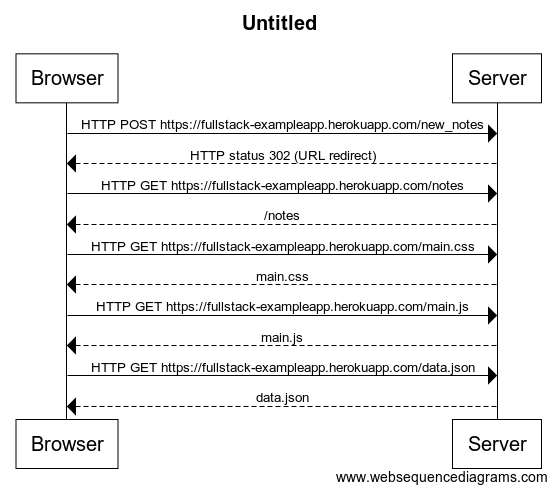 Untitled
Browser Server
HTTP POST https://fullstack-exampleapp.herokuapp.com/new_notes
HTTP status 302 (URL redirect)
HTTP GET https://fullstack-exampleapp.herokuapp.com/notes
/notes
HTTP GET https://fullstack-exampleapp.herokuapp.com/main.css
main.css
HTTP GET https://fullstack-exampleapp.herokuapp.com/main.js
main.js
HTTP GET https://fullstack-exampleapp.herokuapp.com/data.json
data.json
Browser Server
www.websequencediagrams.com